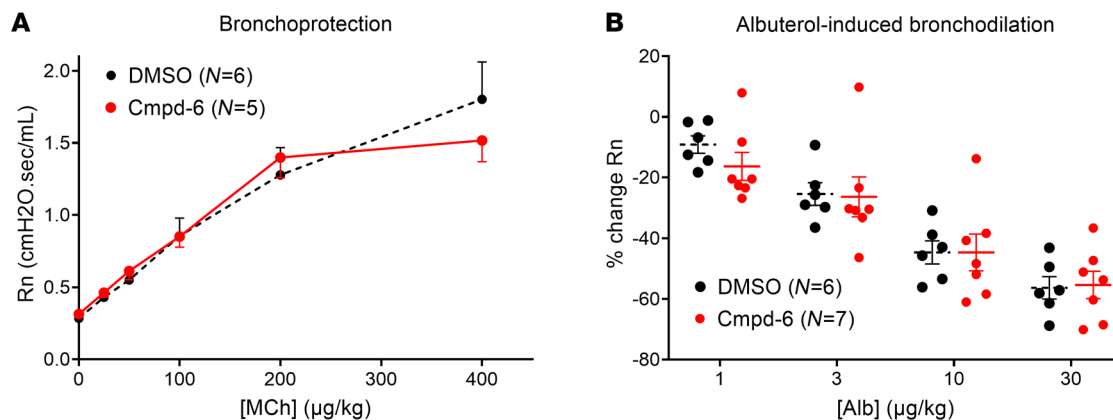 A
Bronchoprotection
Rn (cmH2O.sec/mL)
2.0
1.5
1.0
0.5
0.0
DMSO (N=6)
Cmpd-6 (N=5)
0
100
200
300
400
[MCh] (µg/kg)
B
Albuterol-induced bronchodilation
% change Rn
20
0
-20
-40
-60
-80
DMSO (N=6)
Cmpd-6 (N=7)
1
3
10
30
[Alb] (µg/kg)